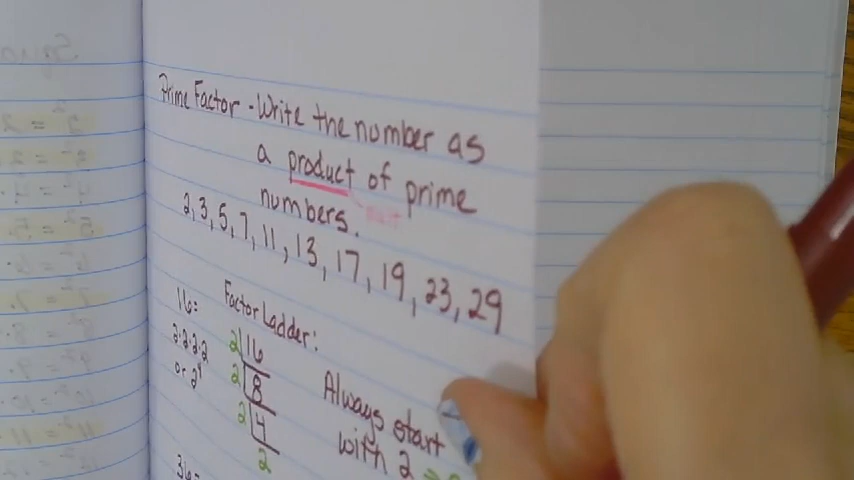 Prime Factor - Write the number as
a product of prime
numbers.
2, 3, 5, 7, 11, 13, 17, 19, 23, 29
16:
2·2·2·2
or 2⁴
Factor Ladder:
2 16
2 8
2 4
2
Always start
with 2
36=